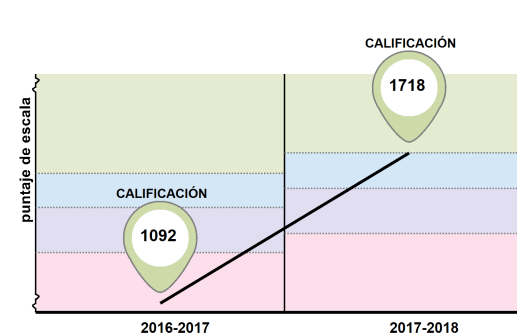 CALIFICACIÓN
1718
puntaje de escala
CALIFICACIÓN
1092
2016-2017
2017-2018